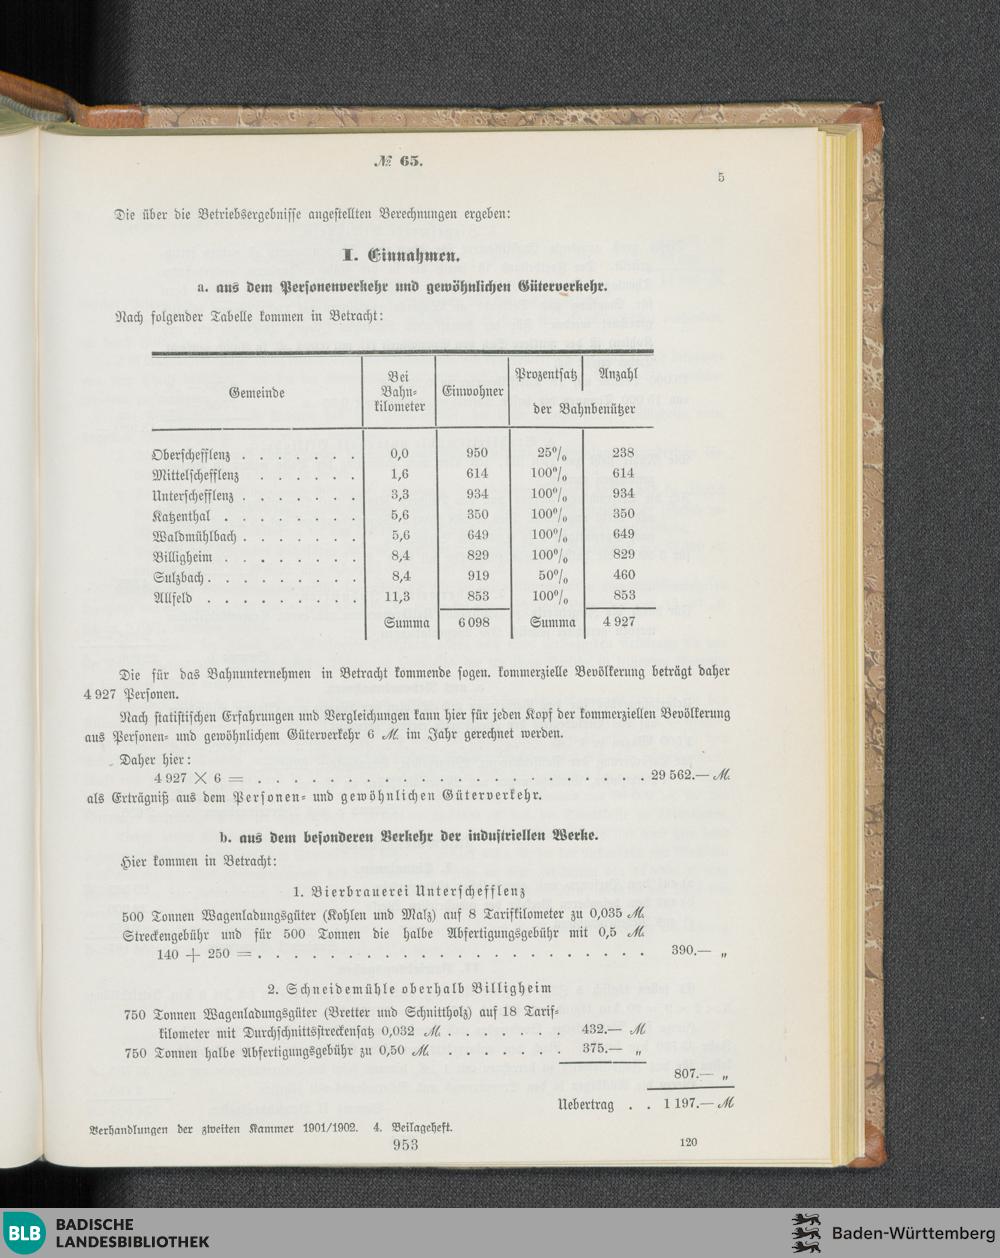 № 65.
5
Die über die Betriebsergebnisse angestellten Berechnungen ergeben:
I. Einnahmen.
a. aus dem Personenverkehr und gewöhnlichen Güterverkehr.
Nach folgender Tabelle kommen in Betracht:
Gemeinde Bei Bahn-kilometer Einwohner Prozentsatz Anzahl
der Bahnbenützer
Oberschefflenz . . . . . . . 0,0 950 25% 238
Mittelschefflenz . . . . . . 1,6 614 100% 614
Unterschefflenz . . . . . . . 3,3 934 100% 934
Katzenthal . . . . . . . . 5,6 350 100% 350
Waldmühlbach . . . . . . . 5,6 649 100% 649
Billigheim . . . . . . . . 8,4 829 100% 829
Sulzbach . . . . . . . . . 8,4 919 50% 460
Allfeld . . . . . . . . . 11,3 853 100% 853
Summa 6 098 Summa 4 927
Die für das Bahnunternehmen in Betracht kommende sogen. kommerzielle Bevölkerung beträgt daher
4 927 Personen.
Nach statistischen Erfahrungen und Vergleichungen kann hier für jeden Kopf der kommerziellen Bevölkerung
aus Personen- und gewöhnlichem Güterverkehr 6 ℳ. im Jahr gerechnet werden.
Daher hier:
4 927 × 6 = . . . . . . . . . . . . . . . . . . . . . . 29 562.— ℳ.
als Erträgniß aus dem Personen- und gewöhnlichen Güterverkehr.
b. aus dem besonderen Verkehr der industriellen Werke.
Hier kommen in Betracht:
1. Bierbrauerei Unterschefflenz
500 Tonnen Wagenladungsgüter (Kohlen und Malz) auf 8 Tarifkilometer zu 0,035 ℳ.
Streckengebühr und für 500 Tonnen die halbe Abfertigungsgebühr mit 0,5 ℳ.
140 + 250 = . . . . . . . . . . . . . . . . . . . . . . 390.— „
2. Schneidemühle oberhalb Billigheim
750 Tonnen Wagenladungsgüter (Bretter und Schnittholz) auf 18 Tarif-
kilometer mit Durchschnittsstreckensatz 0,032 ℳ. . . . . . . . 432.— ℳ
750 Tonnen halbe Abfertigungsgebühr zu 0,50 ℳ. . . . . . . . 375.— „
807.— „
Uebertrag . . 1 197.— ℳ
Verhandlungen der zweiten Kammer 1901/1902. 4. Beilageheft.
953
120
BLB BADISCHE
LANDESBIBLIOTHEK
Baden-Württemberg